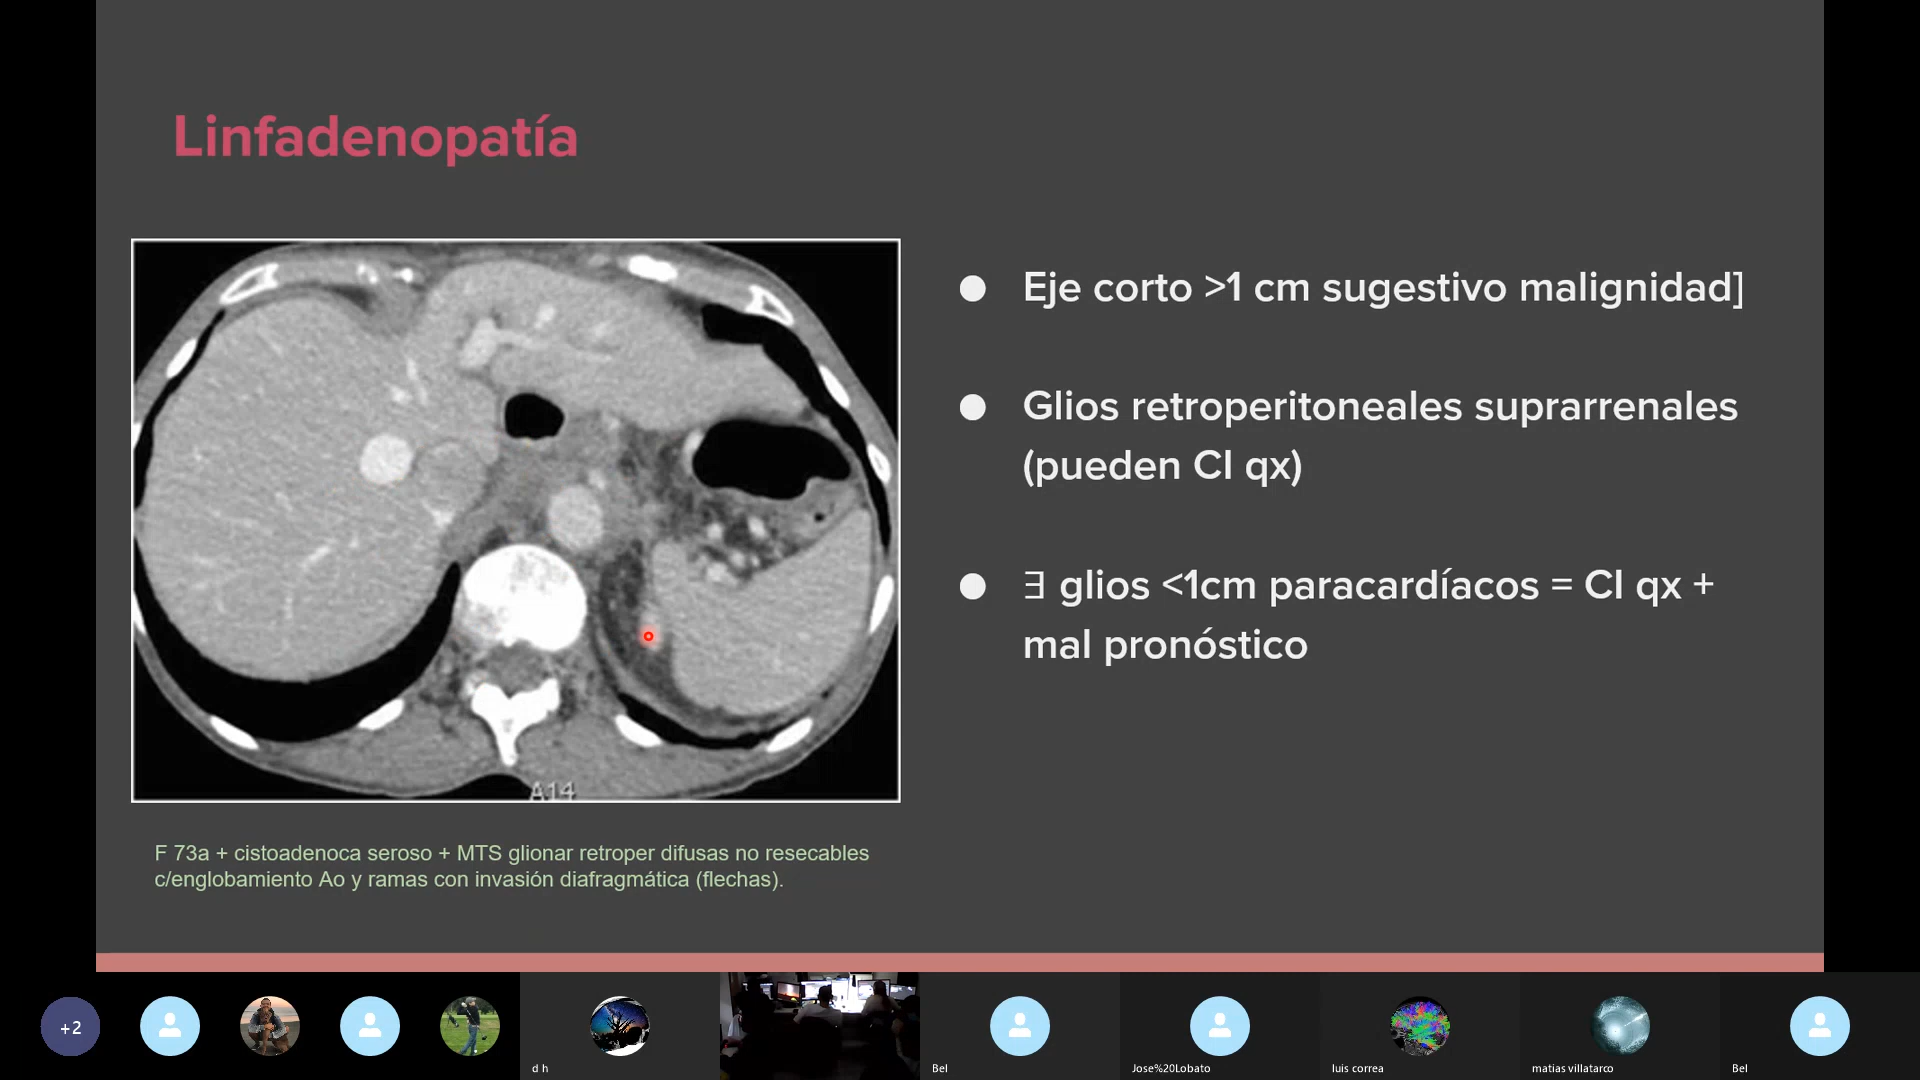 Linfadenopatía
Eje corto >1 cm sugestivo malignidad]
Glios retroperitoneales suprarrenales
(pueden CI qx)
∃ glios <1cm paracardíacos = CI qx +
mal pronóstico
A14
F 73a + cistoadenoca seroso + MTS glionar retroper difusas no resecables
c/englobamiento Ao y ramas con invasión diafragmática (flechas).
+2
d h
Bel
Jose%20Lobato
luis correa
matias villatarco
Bel